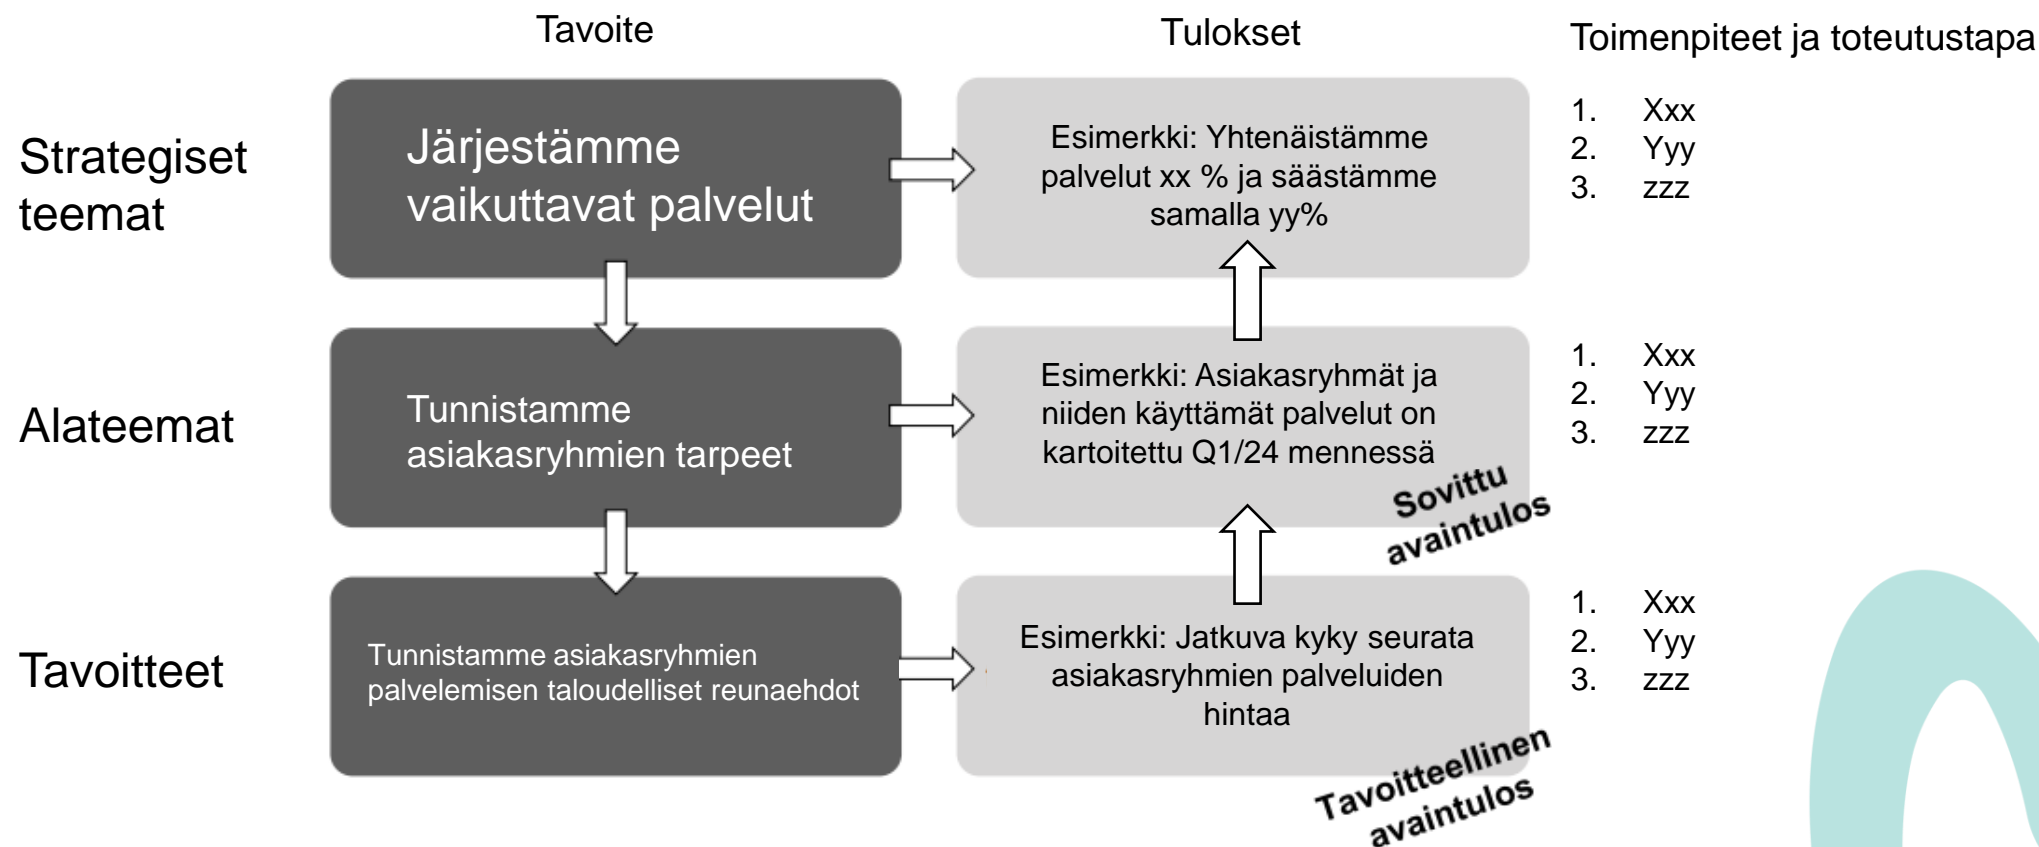 Tavoite
Tulokset
Toimenpiteet ja toteutustapa
Strategiset
teemat
Järjestämme
vaikuttavat palvelut
Esimerkki: Yhtenäistämme
palvelut xx % ja säästämme
samalla yy%
1. Xxx
2. Yyy
3. zzz
Alateemat
Tunnistamme
asiakasryhmien tarpeet
Esimerkki: Asiakasryhmät ja
niiden käyttämät palvelut on
kartoitettu Q1/24 mennessä
Sovittu
avaintulos
1. Xxx
2. Yyy
3. zzz
Tavoitteet
Tunnistamme asiakasryhmien
palvelemisen taloudelliset reunaehdot
Esimerkki: Jatkuva kyky seurata
asiakasryhmien palveluiden
hintaa
Tavoitteellinen
avaintulos
1. Xxx
2. Yyy
3. zzz